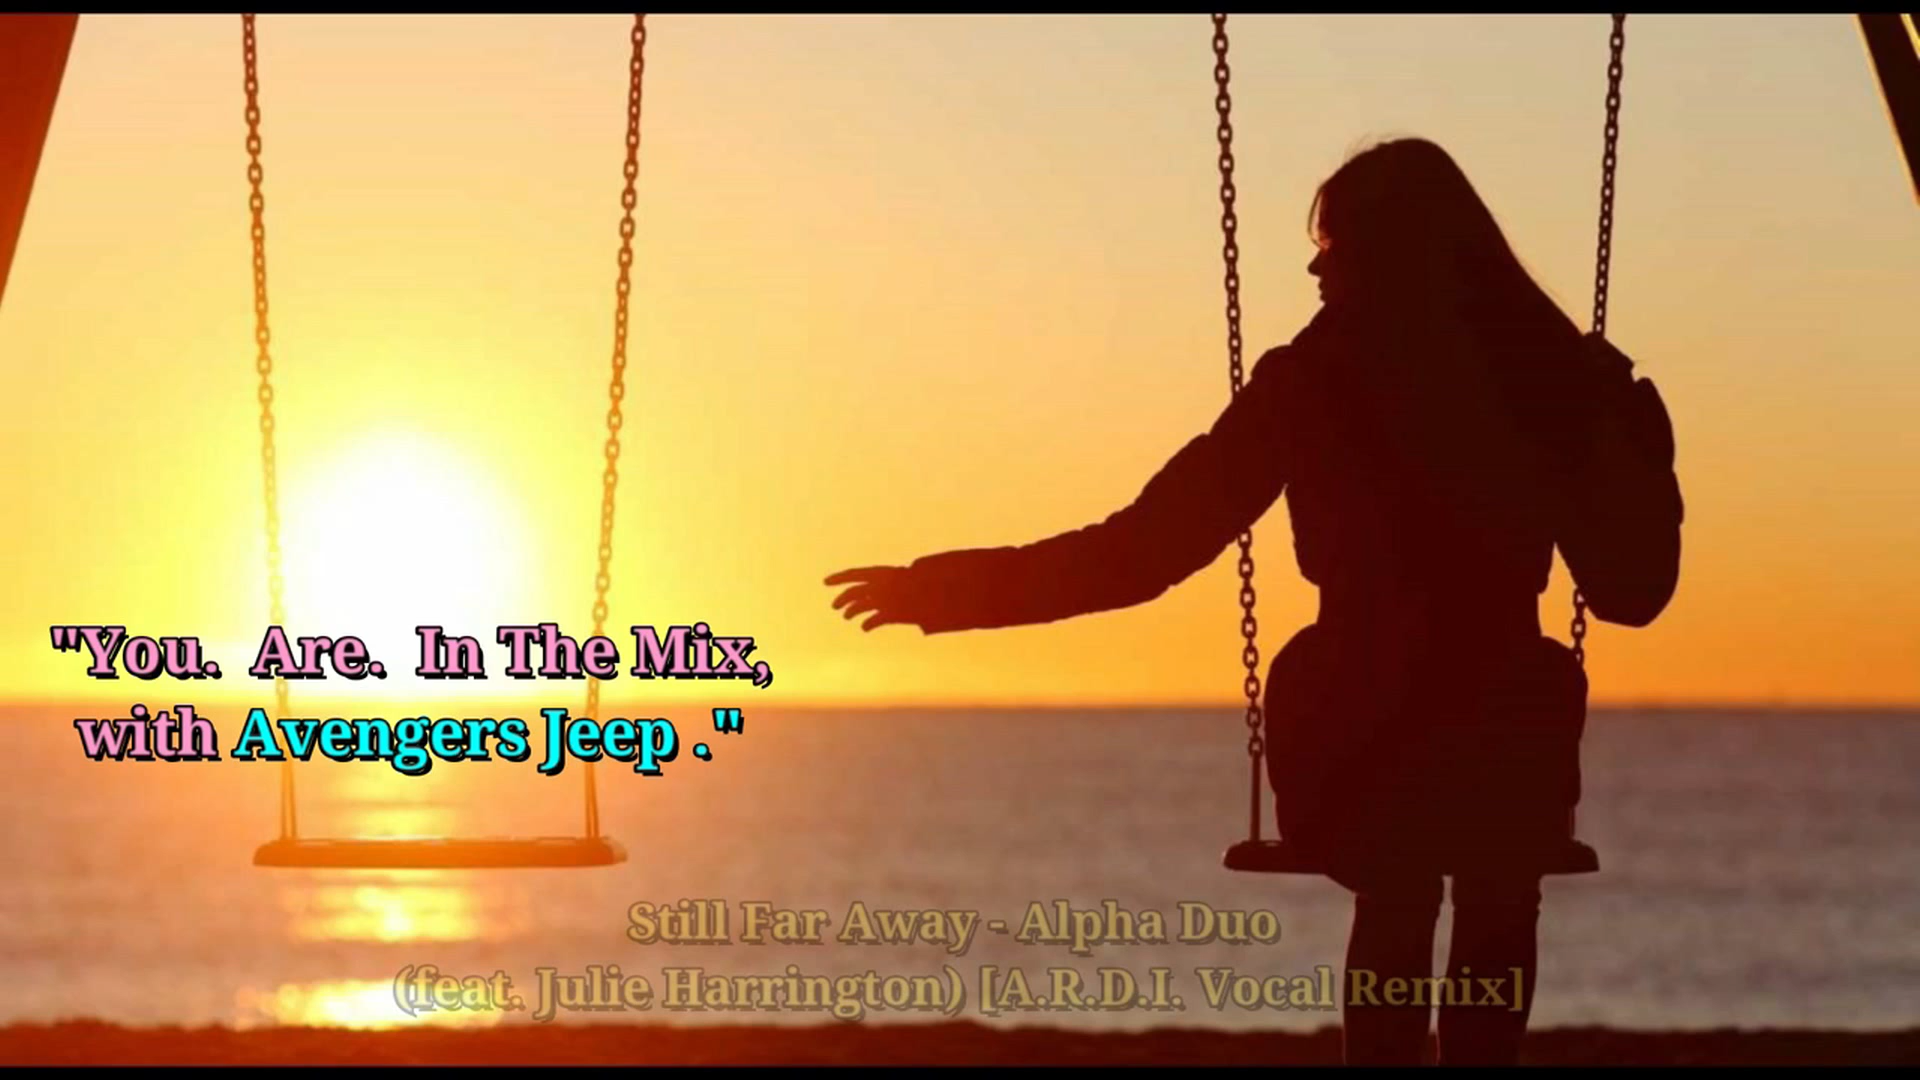 "You. Are. In The Mix,
with Avengers Jeep ."
Still Far Away - Alpha Duo
(feat. Julie Harrington) [A.R.D.I. Vocal Remix]